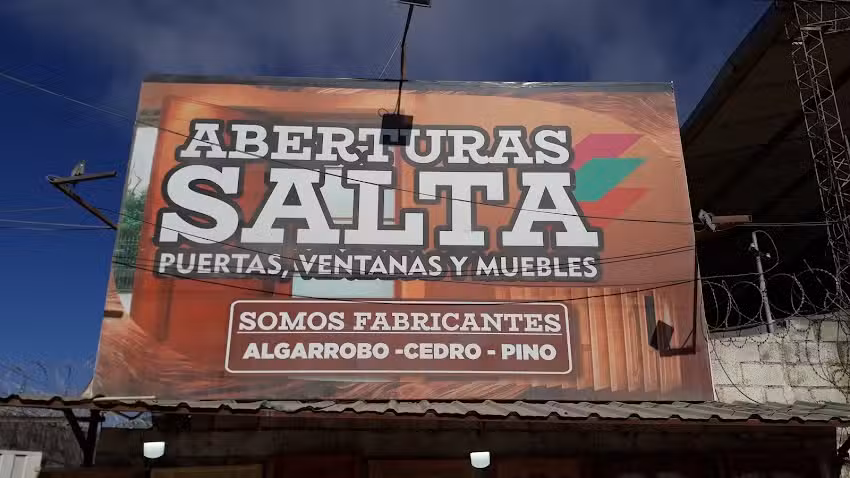 ABERTURAS
SALTA
PUERTAS, VENTANAS Y MUEBLES
SOMOS FABRICANTES
ALGARROBO -CEDRO - PINO